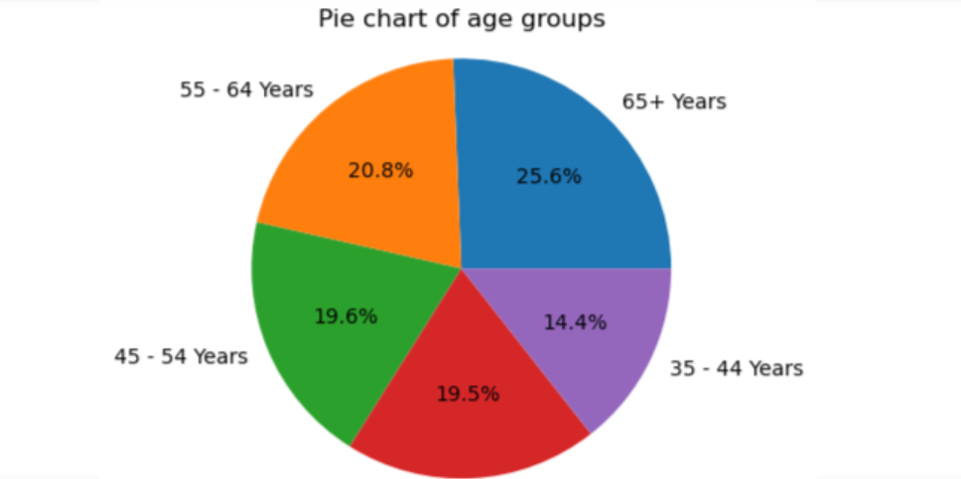 Pie chart of age groups
55 - 64 Years
65+ Years
20.8%
25.6%
19.6%
14.4%
45 - 54 Years
35 - 44 Years
19.5%